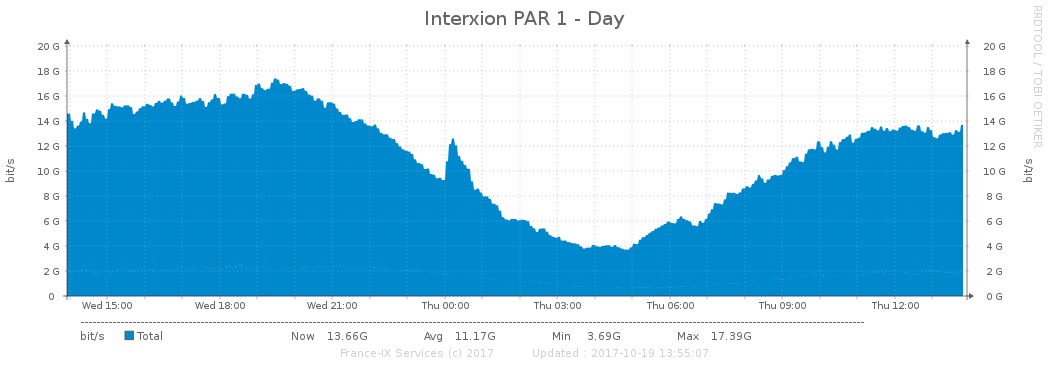 Interxion PAR 1 - Day
RRDTOOL / TOBI OETIKER
bit/s
bit/s
20 G 20 G
18 G 18 G
16 G 16 G
14 G 14 G
12 G 12 G
10 G 10 G
8 G 8 G
6 G 6 G
4 G 4 G
2 G 2 G
0 0 G
Wed 15:00 Wed 18:00 Wed 21:00 Thu 00:00 Thu 03:00 Thu 06:00 Thu 09:00 Thu 12:00
bit/s Total Now 13.66G Avg 11.17G Min 3.69G Max 17.39G
France-IX Services (c) 2017 Updated : 2017-10-19 13:55:07